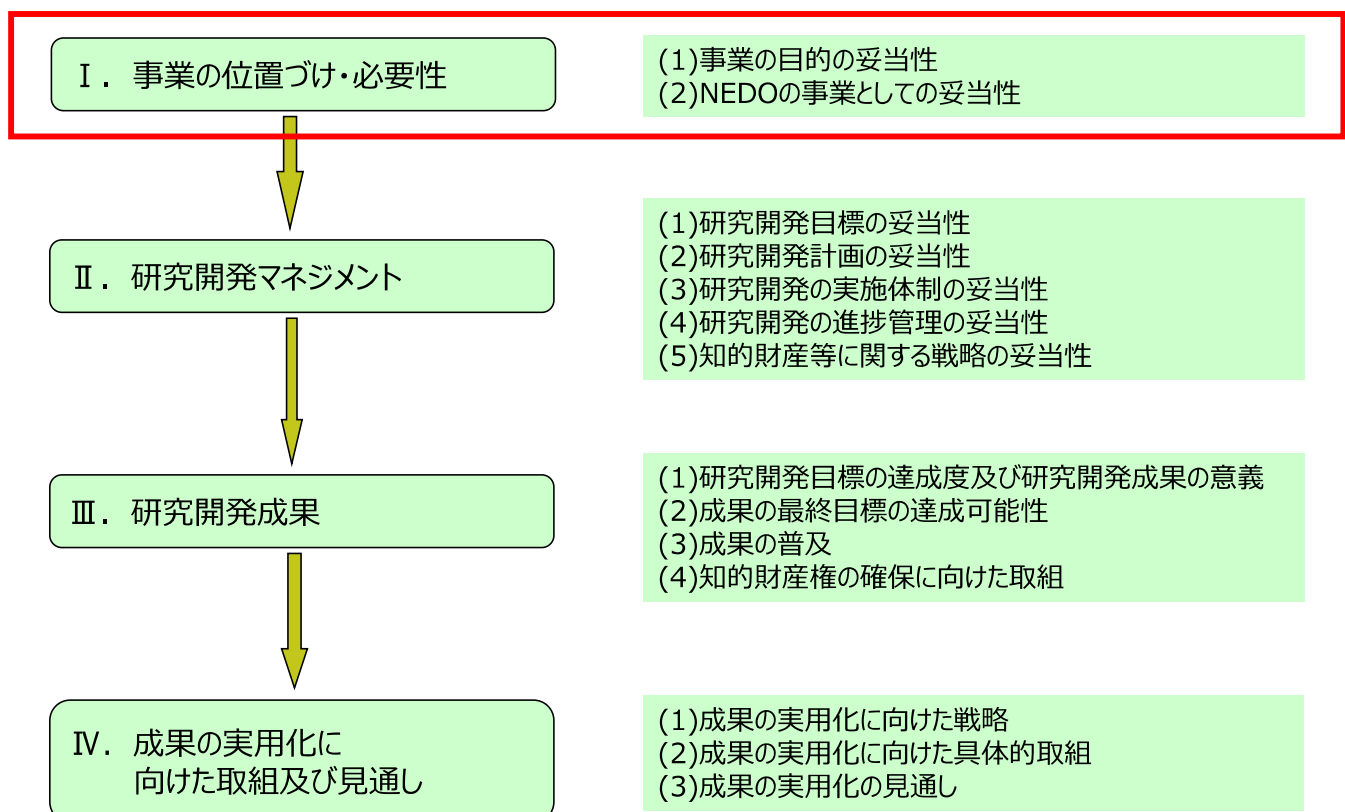 Ⅰ. 事業の位置づけ・必要性
(1)事業の目的の妥当性
(2)NEDOの事業としての妥当性
Ⅱ. 研究開発マネジメント
(1)研究開発目標の妥当性
(2)研究開発計画の妥当性
(3)研究開発の実施体制の妥当性
(4)研究開発の進捗管理の妥当性
(5)知的財産等に関する戦略の妥当性
Ⅲ. 研究開発成果
(1)研究開発目標の達成度及び研究開発成果の意義
(2)成果の最終目標の達成可能性
(3)成果の普及
(4)知的財産権の確保に向けた取組
Ⅳ. 成果の実用化に
向けた取組及び見通し
(1)成果の実用化に向けた戦略
(2)成果の実用化に向けた具体的取組
(3)成果の実用化の見通し